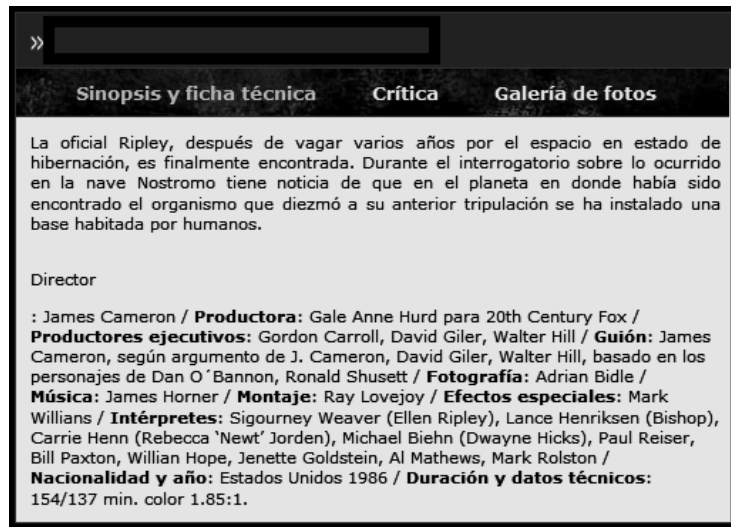 »
Sinopsis y ficha técnica Crítica Galería de fotos
La oficial Ripley, después de vagar varios años por el espacio en estado de
hibernación, es finalmente encontrada. Durante el interrogatorio sobre lo ocurrido
en la nave Nostromo tiene noticia de que en el planeta en donde había sido
encontrado el organismo que diezmó a su anterior tripulación se ha instalado una
base habitada por humanos.
Director
: James Cameron / Productora: Gale Anne Hurd para 20th Century Fox /
Productores ejecutivos: Gordon Carroll, David Giler, Walter Hill / Guión: James
Cameron, según argumento de J. Cameron, David Giler, Walter Hill, basado en los
personajes de Dan O´Bannon, Ronald Shusett / Fotografía: Adrian Bidle /
Música: James Horner / Montaje: Ray Lovejoy / Efectos especiales: Mark
Willians / Intérpretes: Sigourney Weaver (Ellen Ripley), Lance Henriksen (Bishop),
Carrie Henn (Rebecca ‘Newt’ Jorden), Michael Biehn (Dwayne Hicks), Paul Reiser,
Bill Paxton, Willian Hope, Jenette Goldstein, Al Mathews, Mark Rolston /
Nacionalidad y año: Estados Unidos 1986 / Duración y datos técnicos:
154/137 min. color 1.85:1.